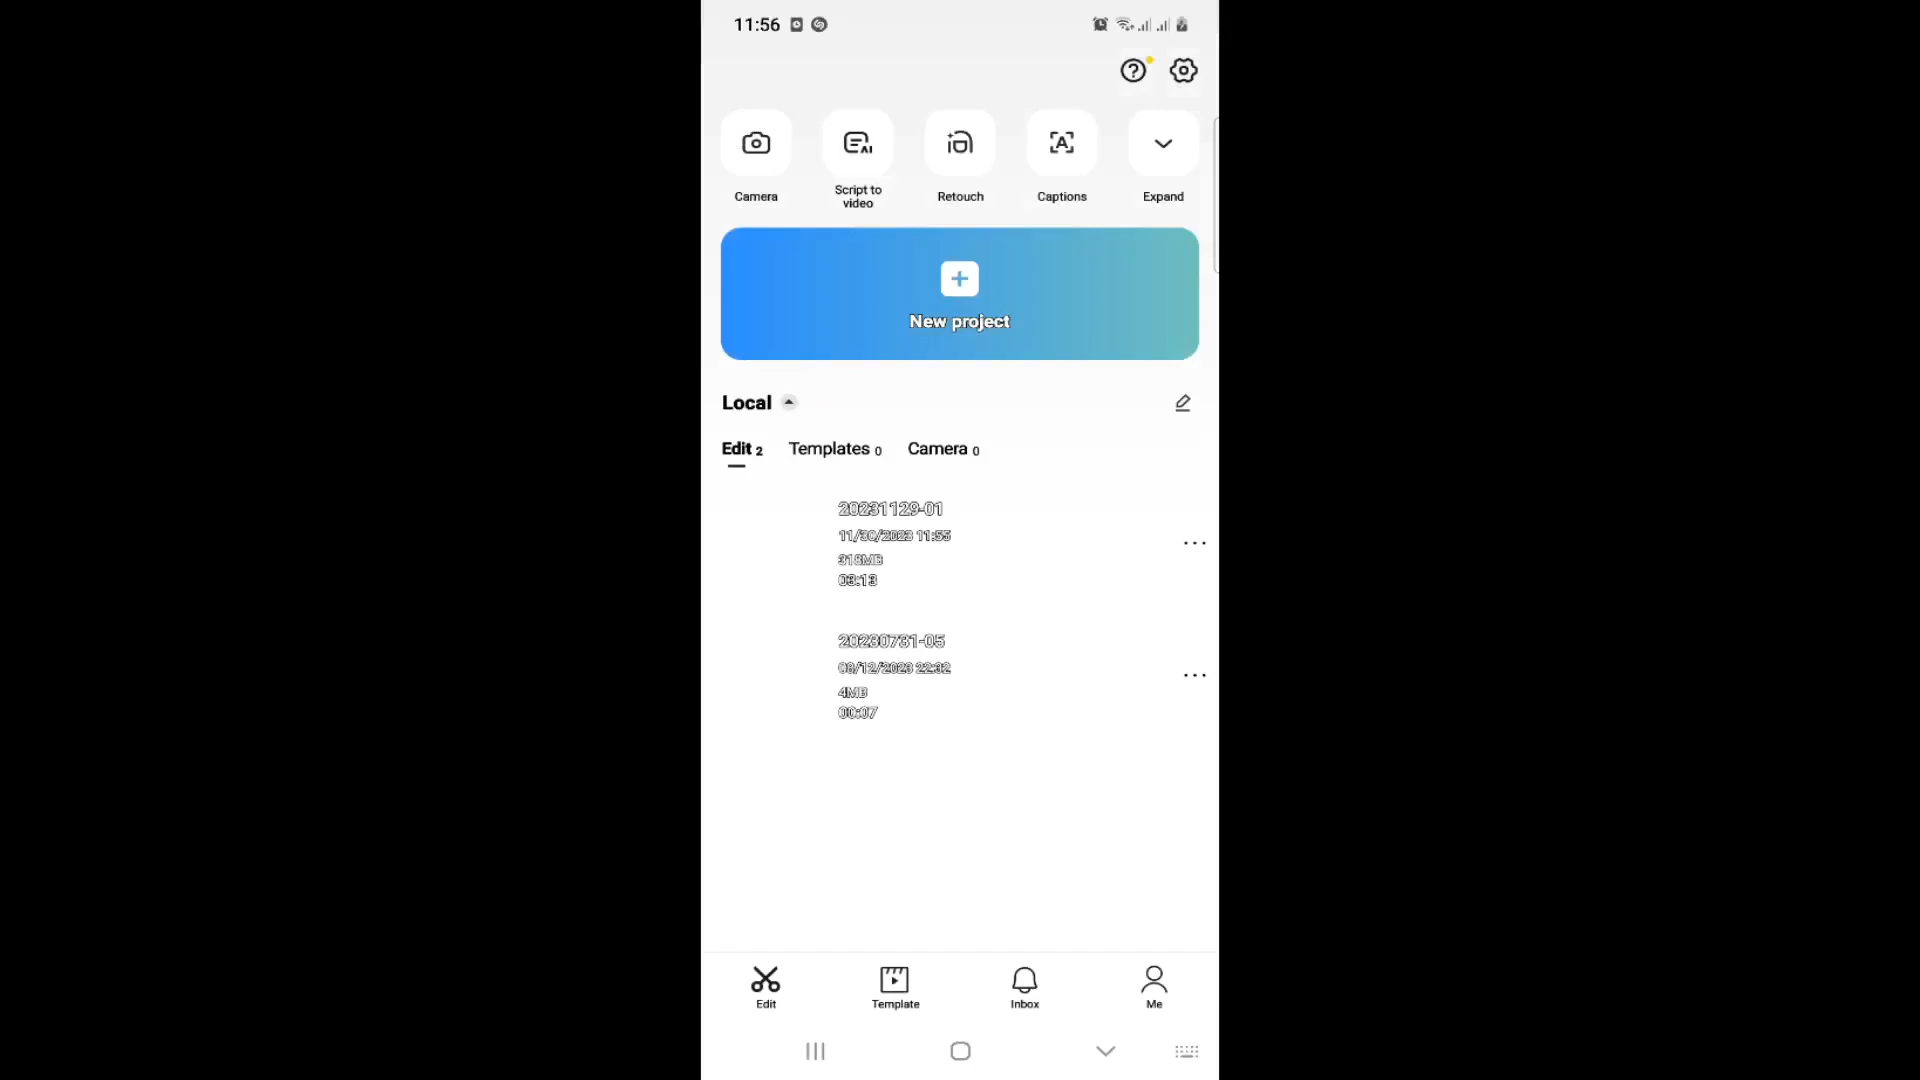 11:56
Camera
Script to
video
Retouch
Captions
Expand
New project
Local
Edit 2
Templates 0
Camera 0
20231129-01
11/30/2023 11:55
318MB
03:13
20230731-05
08/12/2023 22:32
4MB
00:07
Edit
Template
Inbox
Me